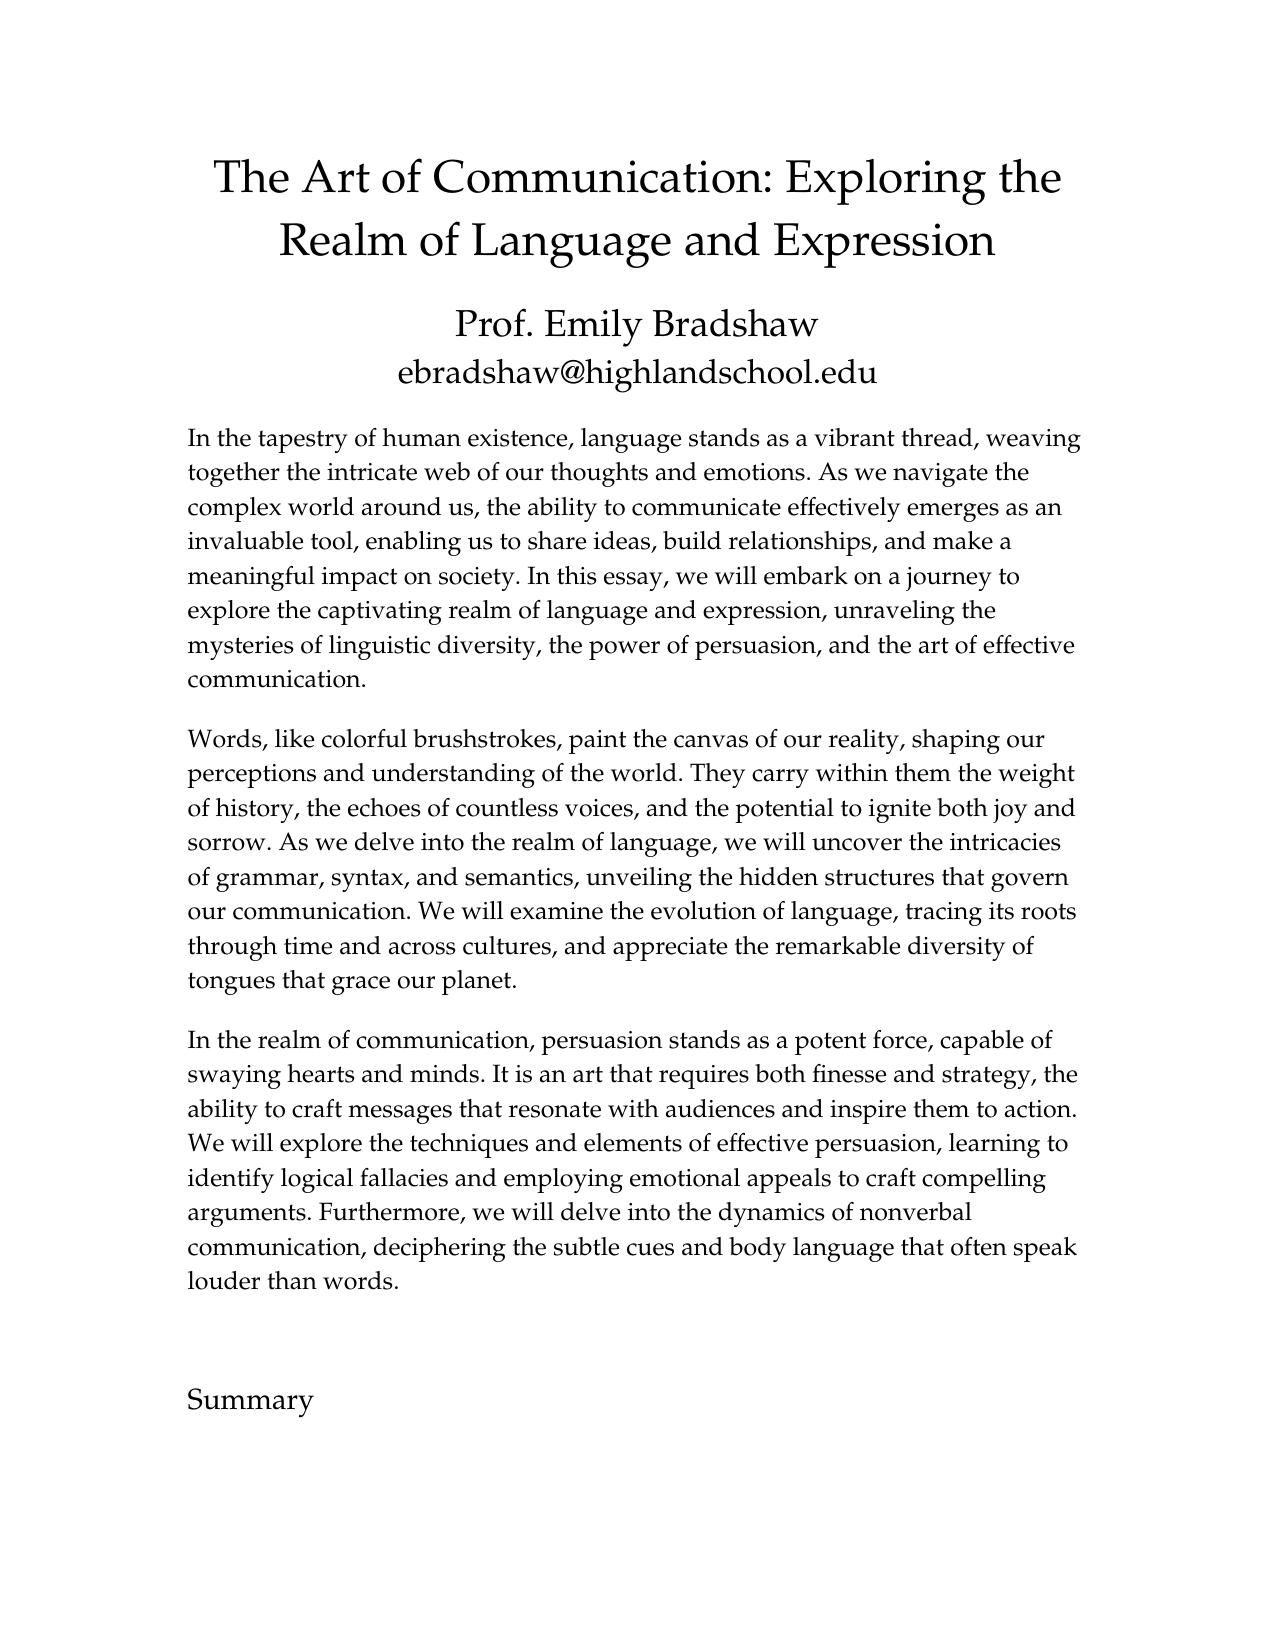 The Art of Communication: Exploring the
Realm of Language and Expression
Prof. Emily Bradshaw
ebradshaw@highlandschool.edu
In the tapestry of human existence, language stands as a vibrant thread, weaving
together the intricate web of our thoughts and emotions. As we navigate the
complex world around us, the ability to communicate effectively emerges as an
invaluable tool, enabling us to share ideas, build relationships, and make a
meaningful impact on society. In this essay, we will embark on a journey to
explore the captivating realm of language and expression, unraveling the
mysteries of linguistic diversity, the power of persuasion, and the art of effective
communication.
Words, like colorful brushstrokes, paint the canvas of our reality, shaping our
perceptions and understanding of the world. They carry within them the weight
of history, the echoes of countless voices, and the potential to ignite both joy and
sorrow. As we delve into the realm of language, we will uncover the intricacies
of grammar, syntax, and semantics, unveiling the hidden structures that govern
our communication. We will examine the evolution of language, tracing its roots
through time and across cultures, and appreciate the remarkable diversity of
tongues that grace our planet.
In the realm of communication, persuasion stands as a potent force, capable of
swaying hearts and minds. It is an art that requires both finesse and strategy, the
ability to craft messages that resonate with audiences and inspire them to action.
We will explore the techniques and elements of effective persuasion, learning to
identify logical fallacies and employing emotional appeals to craft compelling
arguments. Furthermore, we will delve into the dynamics of nonverbal
communication, deciphering the subtle cues and body language that often speak
louder than words.
Summary